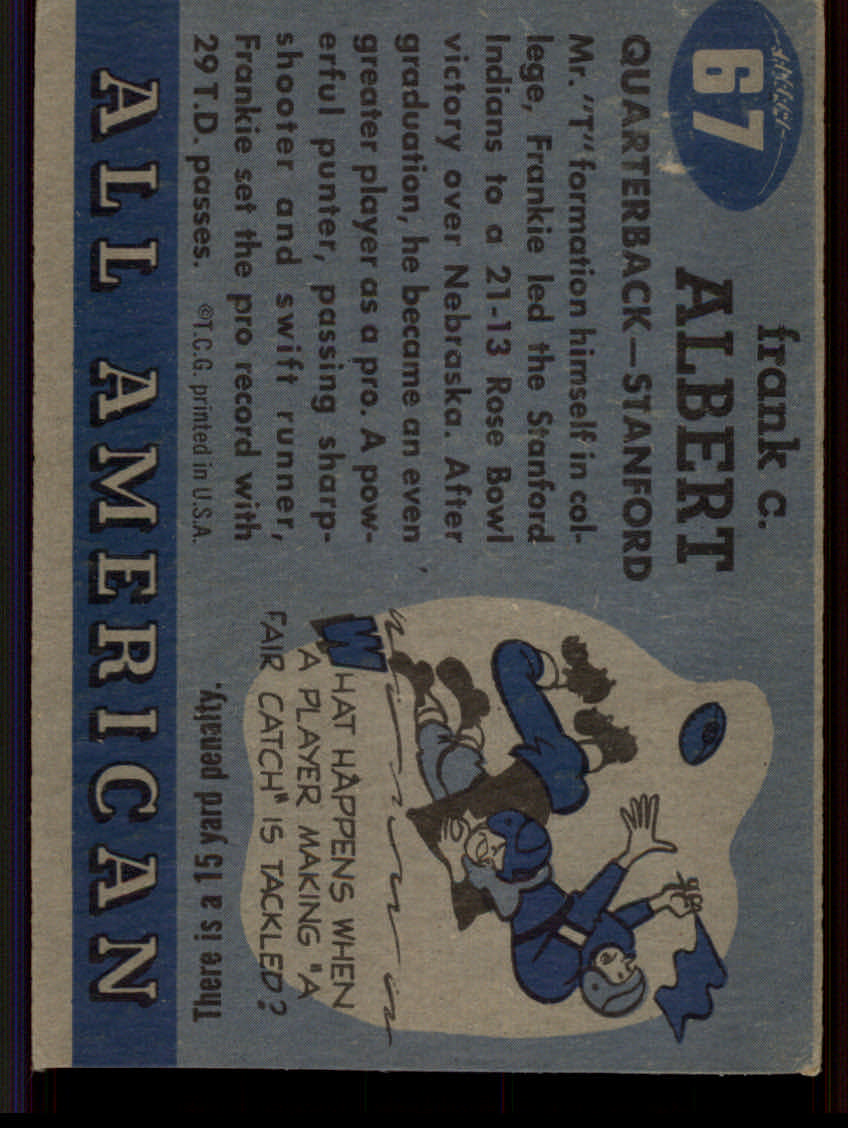 67
frank c.
ALBERT
QUARTERBACK—STANFORD
Mr. "T" formation himself in col-
lege, Frankie led the Stanford
Indians to a 21-13 Rose Bowl
victory over Nebraska. After
graduation, he became an even
greater player as a pro. A pow-
erful punter, passing sharp-
shooter and swift runner,
Frankie set the pro record with
29 T.D. passes. ©T.C.G. printed in U.S.A.
WHAT HAPPENS WHEN
A PLAYER MAKING "A
FAIR CATCH" IS TACKLED?
There is a 15 yard penalty.
ALL AMERICAN